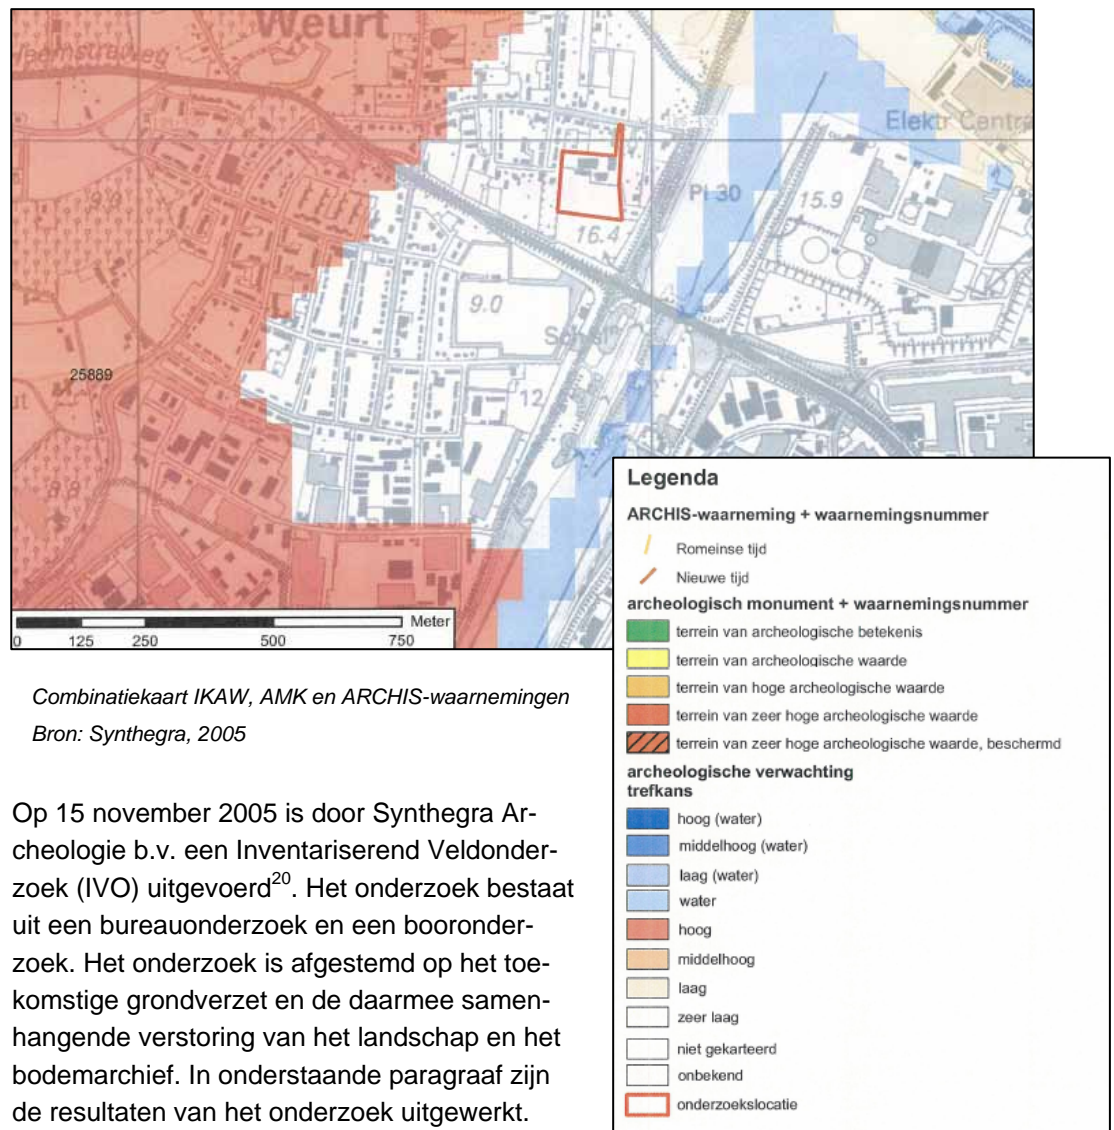 Weurt
Elektr Centra
Pl 30
15.9
16.4
9.0
9.0
12
25889
Meter
0 125 250 500 750
Legenda
ARCHIS-waarneming + waarnemingsnummer
Romeinse tijd
Nieuwe tijd
archeologisch monument + waarnemingsnummer
terrein van archeologische betekenis
terrein van archeologische waarde
terrein van hoge archeologische waarde
terrein van zeer hoge archeologische waarde
terrein van zeer hoge archeologische waarde, beschermd
archeologische verwachting
trefkans
hoog (water)
middelhoog (water)
laag (water)
water
hoog
middelhoog
laag
zeer laag
niet gekarteerd
onbekend
onderzoekslocatie
Combinatiekaart IKAW, AMK en ARCHIS-waarnemingen
Bron: Synthegra, 2005
Op 15 november 2005 is door Synthegra Ar-
cheologie b.v. een Inventariserend Veldonder-
zoek (IVO) uitgevoerd20. Het onderzoek bestaat
uit een bureauonderzoek en een booronder-
zoek. Het onderzoek is afgestemd op het toe-
komstige grondverzet en de daarmee samen-
hangende verstoring van het landschap en het
bodemarchief. In onderstaande paragraaf zijn
de resultaten van het onderzoek uitgewerkt.